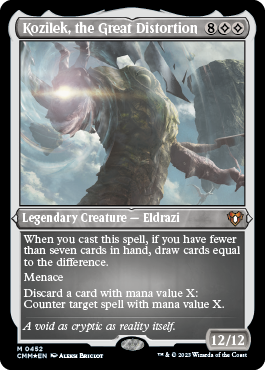 Kozilek, the Great Distortion 8
Legendary Creature — Eldrazi
When you cast this spell, if you have fewer
than seven cards in hand, draw cards equal
to the difference.
Menace
Discard a card with mana value X:
Counter target spell with mana value X.
A void as cryptic as reality itself.
12/12
M 0452
CMM★EN Aleksi Briclot
™ & © 2023 Wizards of the Coast